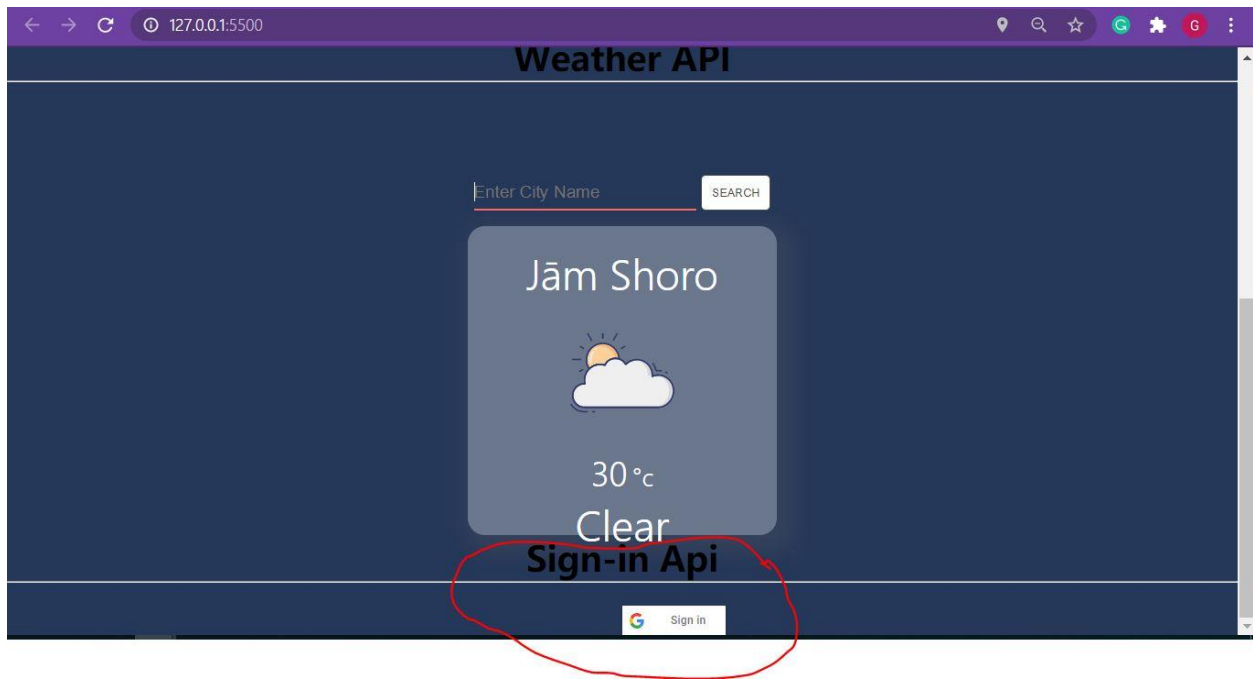 127.0.0.1:5500
G
G
Weather API
Enter City Name
SEARCH
Jām Shoro
30 °c
Clear
Sign-in Api
G Sign in